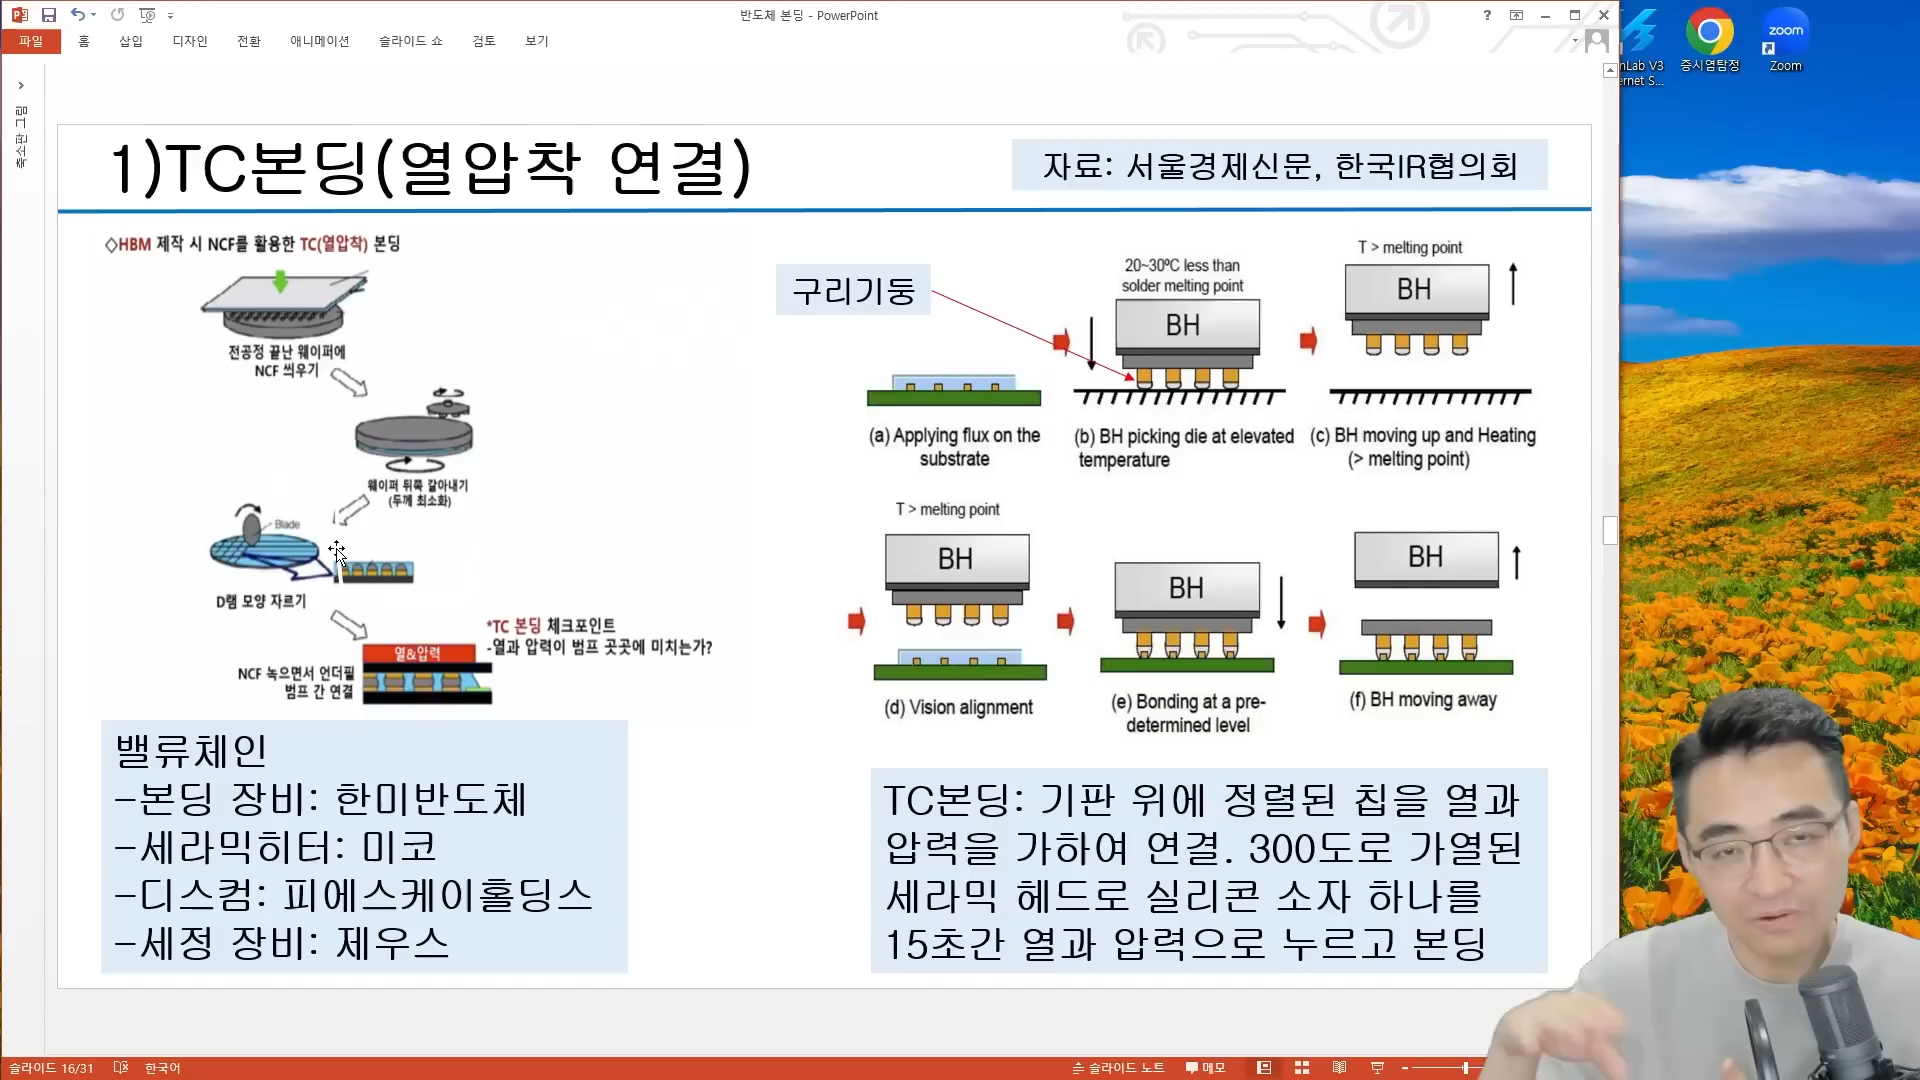 반도체 본딩 - PowerPoint
파일 홈 삽입 디자인 전환 애니메이션 슬라이드 쇼 검토 보기
nLab V3
ernet S...
증시염탐정
zoom
Zoom
축소판 그림
1)TC본딩(열압착 연결)
자료: 서울경제신문, 한국IR협의회
◇HBM 제작 시 NCF를 활용한 TC(열압착) 본딩
전공정 끝난 웨이퍼에
NCF 씌우기
웨이퍼 뒤쪽 갈아내기
(두께 최소화)
Blade
D램 모양 자르기
*TC 본딩 체크포인트
-열과 압력이 범프 곳곳에 미치는가?
열&압력
NCF 녹으면서 언더필
범프 간 연결
구리기둥
20~30ºC less than
solder melting point
BH
T > melting point
BH
(a) Applying flux on the
substrate
(b) BH picking die at elevated
temperature
(c) BH moving up and Heating
(> melting point)
T > melting point
BH
BH
BH
(d) Vision alignment
(e) Bonding at a pre-
determined level
(f) BH moving away
밸류체인
-본딩 장비: 한미반도체
-세라믹히터: 미코
-디스컴: 피에스케이홀딩스
-세정 장비: 제우스
TC본딩: 기판 위에 정렬된 칩을 열과
압력을 가하여 연결. 300도로 가열된
세라믹 헤드로 실리콘 소자 하나를
15초간 열과 압력으로 누르고 본딩
슬라이드 16/31 한국어
슬라이드 노트 메모